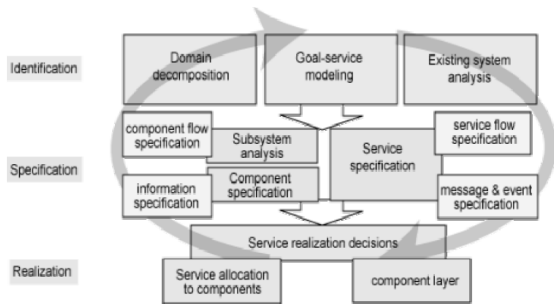 Identification
Domain
decomposition
Goal-service
modeling
Existing system
analysis
Specification
component flow
specification
Subsystem
analysis
Service
specification
service flow
specification
information
specification
Component
specification
message & event
specification
Realization
Service realization decisions
Service allocation
to components
component layer